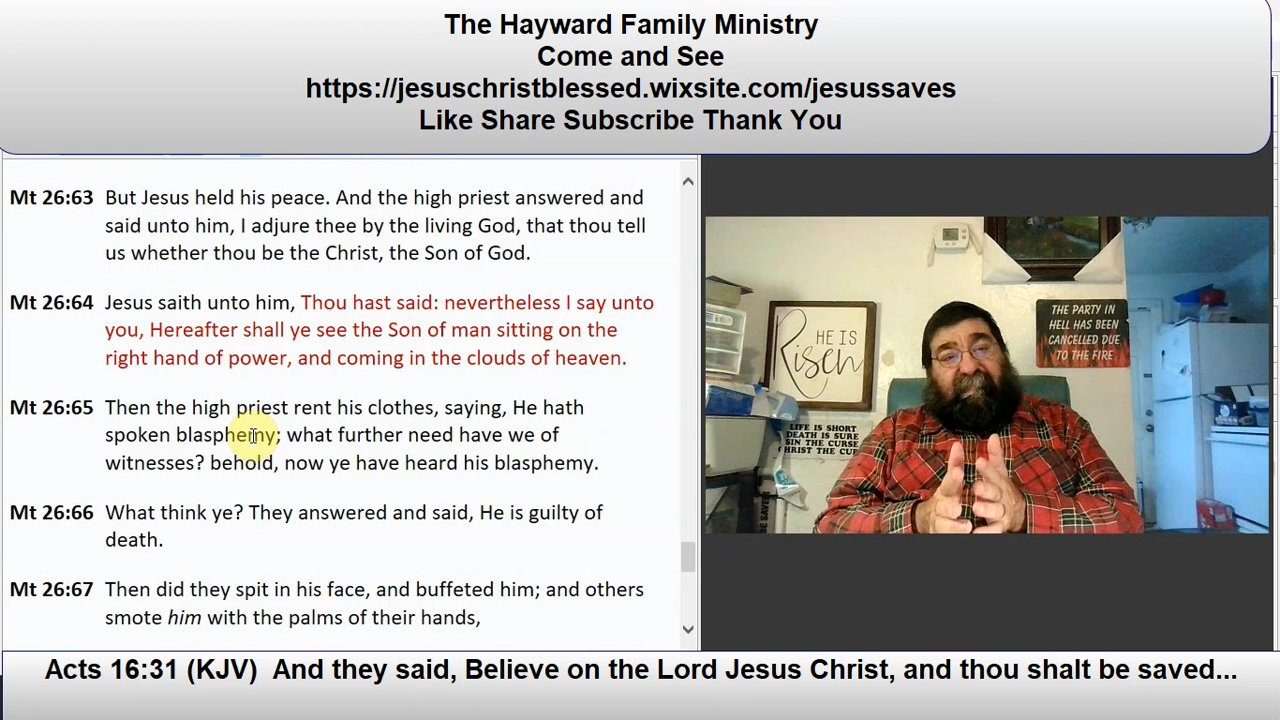 The Hayward Family Ministry
Come and See
https://jesuschristblessed.wixsite.com/jesussaves
Like Share Subscribe Thank You
Mt 26:63 But Jesus held his peace. And the high priest answered and
said unto him, I adjure thee by the living God, that thou tell
us whether thou be the Christ, the Son of God.
Mt 26:64 Jesus saith unto him, Thou hast said: nevertheless I say unto
you, Hereafter shall ye see the Son of man sitting on the
right hand of power, and coming in the clouds of heaven.
Mt 26:65 Then the high priest rent his clothes, saying, He hath
spoken blasphemy; what further need have we of
witnesses? behold, now ye have heard his blasphemy.
Mt 26:66 What think ye? They answered and said, He is guilty of
death.
Mt 26:67 Then did they spit in his face, and buffeted him; and others
smote him with the palms of their hands,
HE IS
Risen
THE PARTY IN
HELL HAS BEEN
CANCELLED DUE
TO THE FIRE
LIFE IS SHORT
DEATH IS SURE
SIN THE CURSE
CHRIST THE CU
Acts 16:31 (KJV) And they said, Believe on the Lord Jesus Christ, and thou shalt be saved...